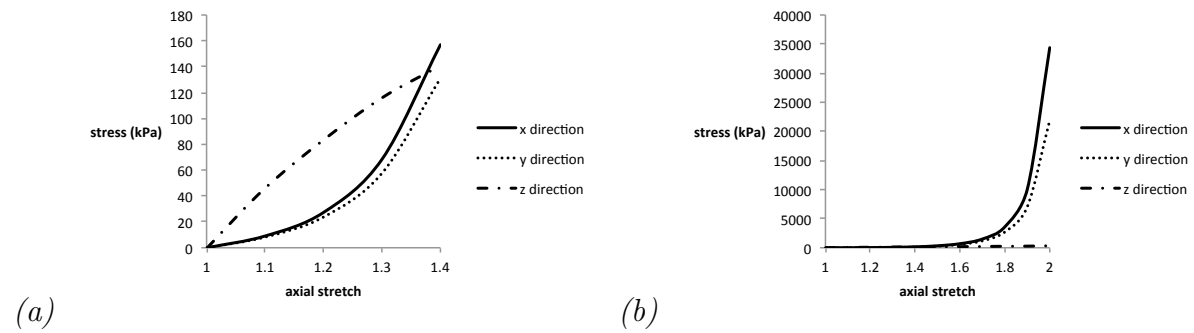 180
160
140
120
100
80
60
40
20
0
stress (kPa)
1 1.1 1.2 1.3 1.4
axial stretch
x direction
y direction
z direction
(a)
40000
35000
30000
25000
20000
15000
10000
5000
0
stress (kPa)
1 1.2 1.4 1.6 1.8 2
axial stretch
x direction
y direction
z direction
(b)